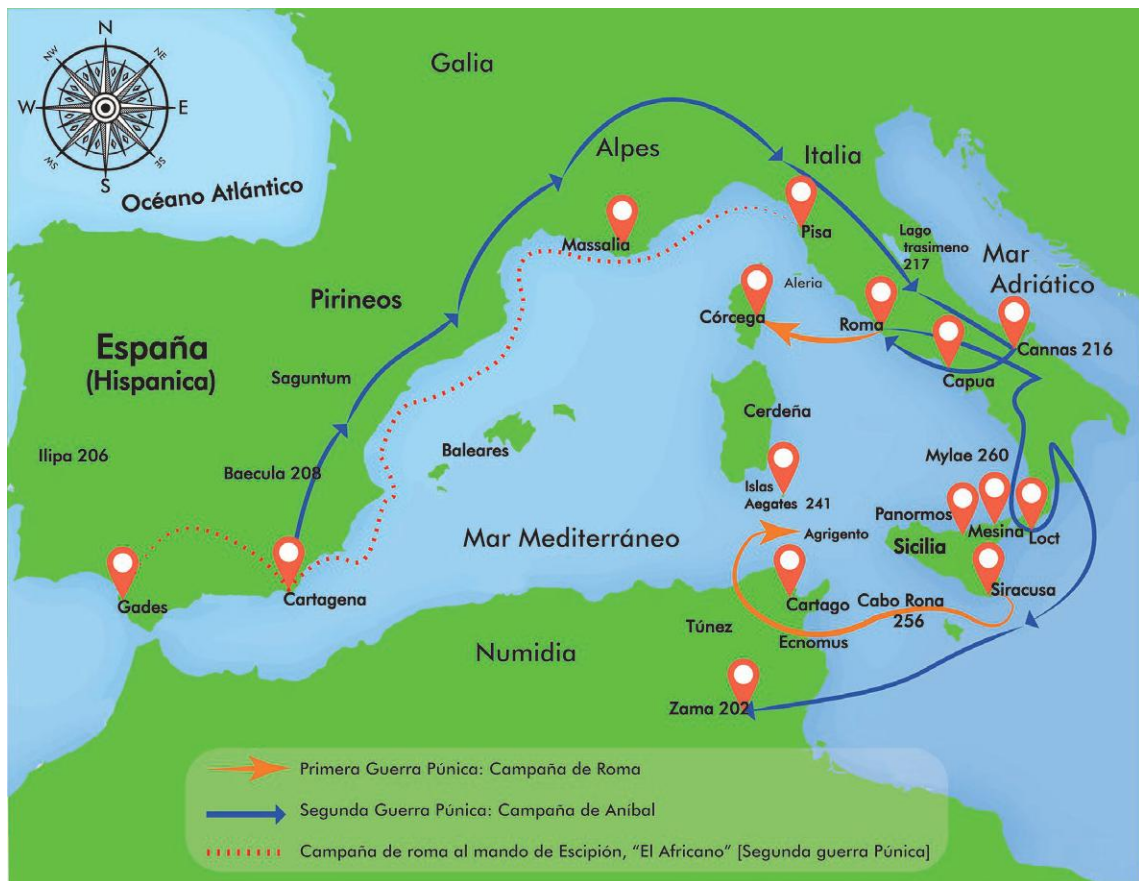 N
NW
NE
W
E
SW
SE
S
Océano Atlántico
Galia
Alpes
Italia
Massalia
Pisa
Lago
trasimeno
217
Mar
Adriático
Pirineos
Aleria
Córcega
Roma
Cannas 216
Capua
España
(Hispanica)
Saguntum
Cerdeña
Baleares
Ilipa 206
Baecula 208
Mylae 260
Islas
Aegates 241
Panormos
Mesina
Loct
Mar Mediterráneo
Agrigento
Sicilia
Gades
Cartagena
Cartago
Cabo Rona
256
Siracusa
Túnez
Ecnomus
Numidia
Zama 202
Primera Guerra Púnica: Campaña de Roma
Segunda Guerra Púnica: Campaña de Aníbal
Campaña de roma al mando de Escipión, “El Africano” [Segunda guerra Púnica]